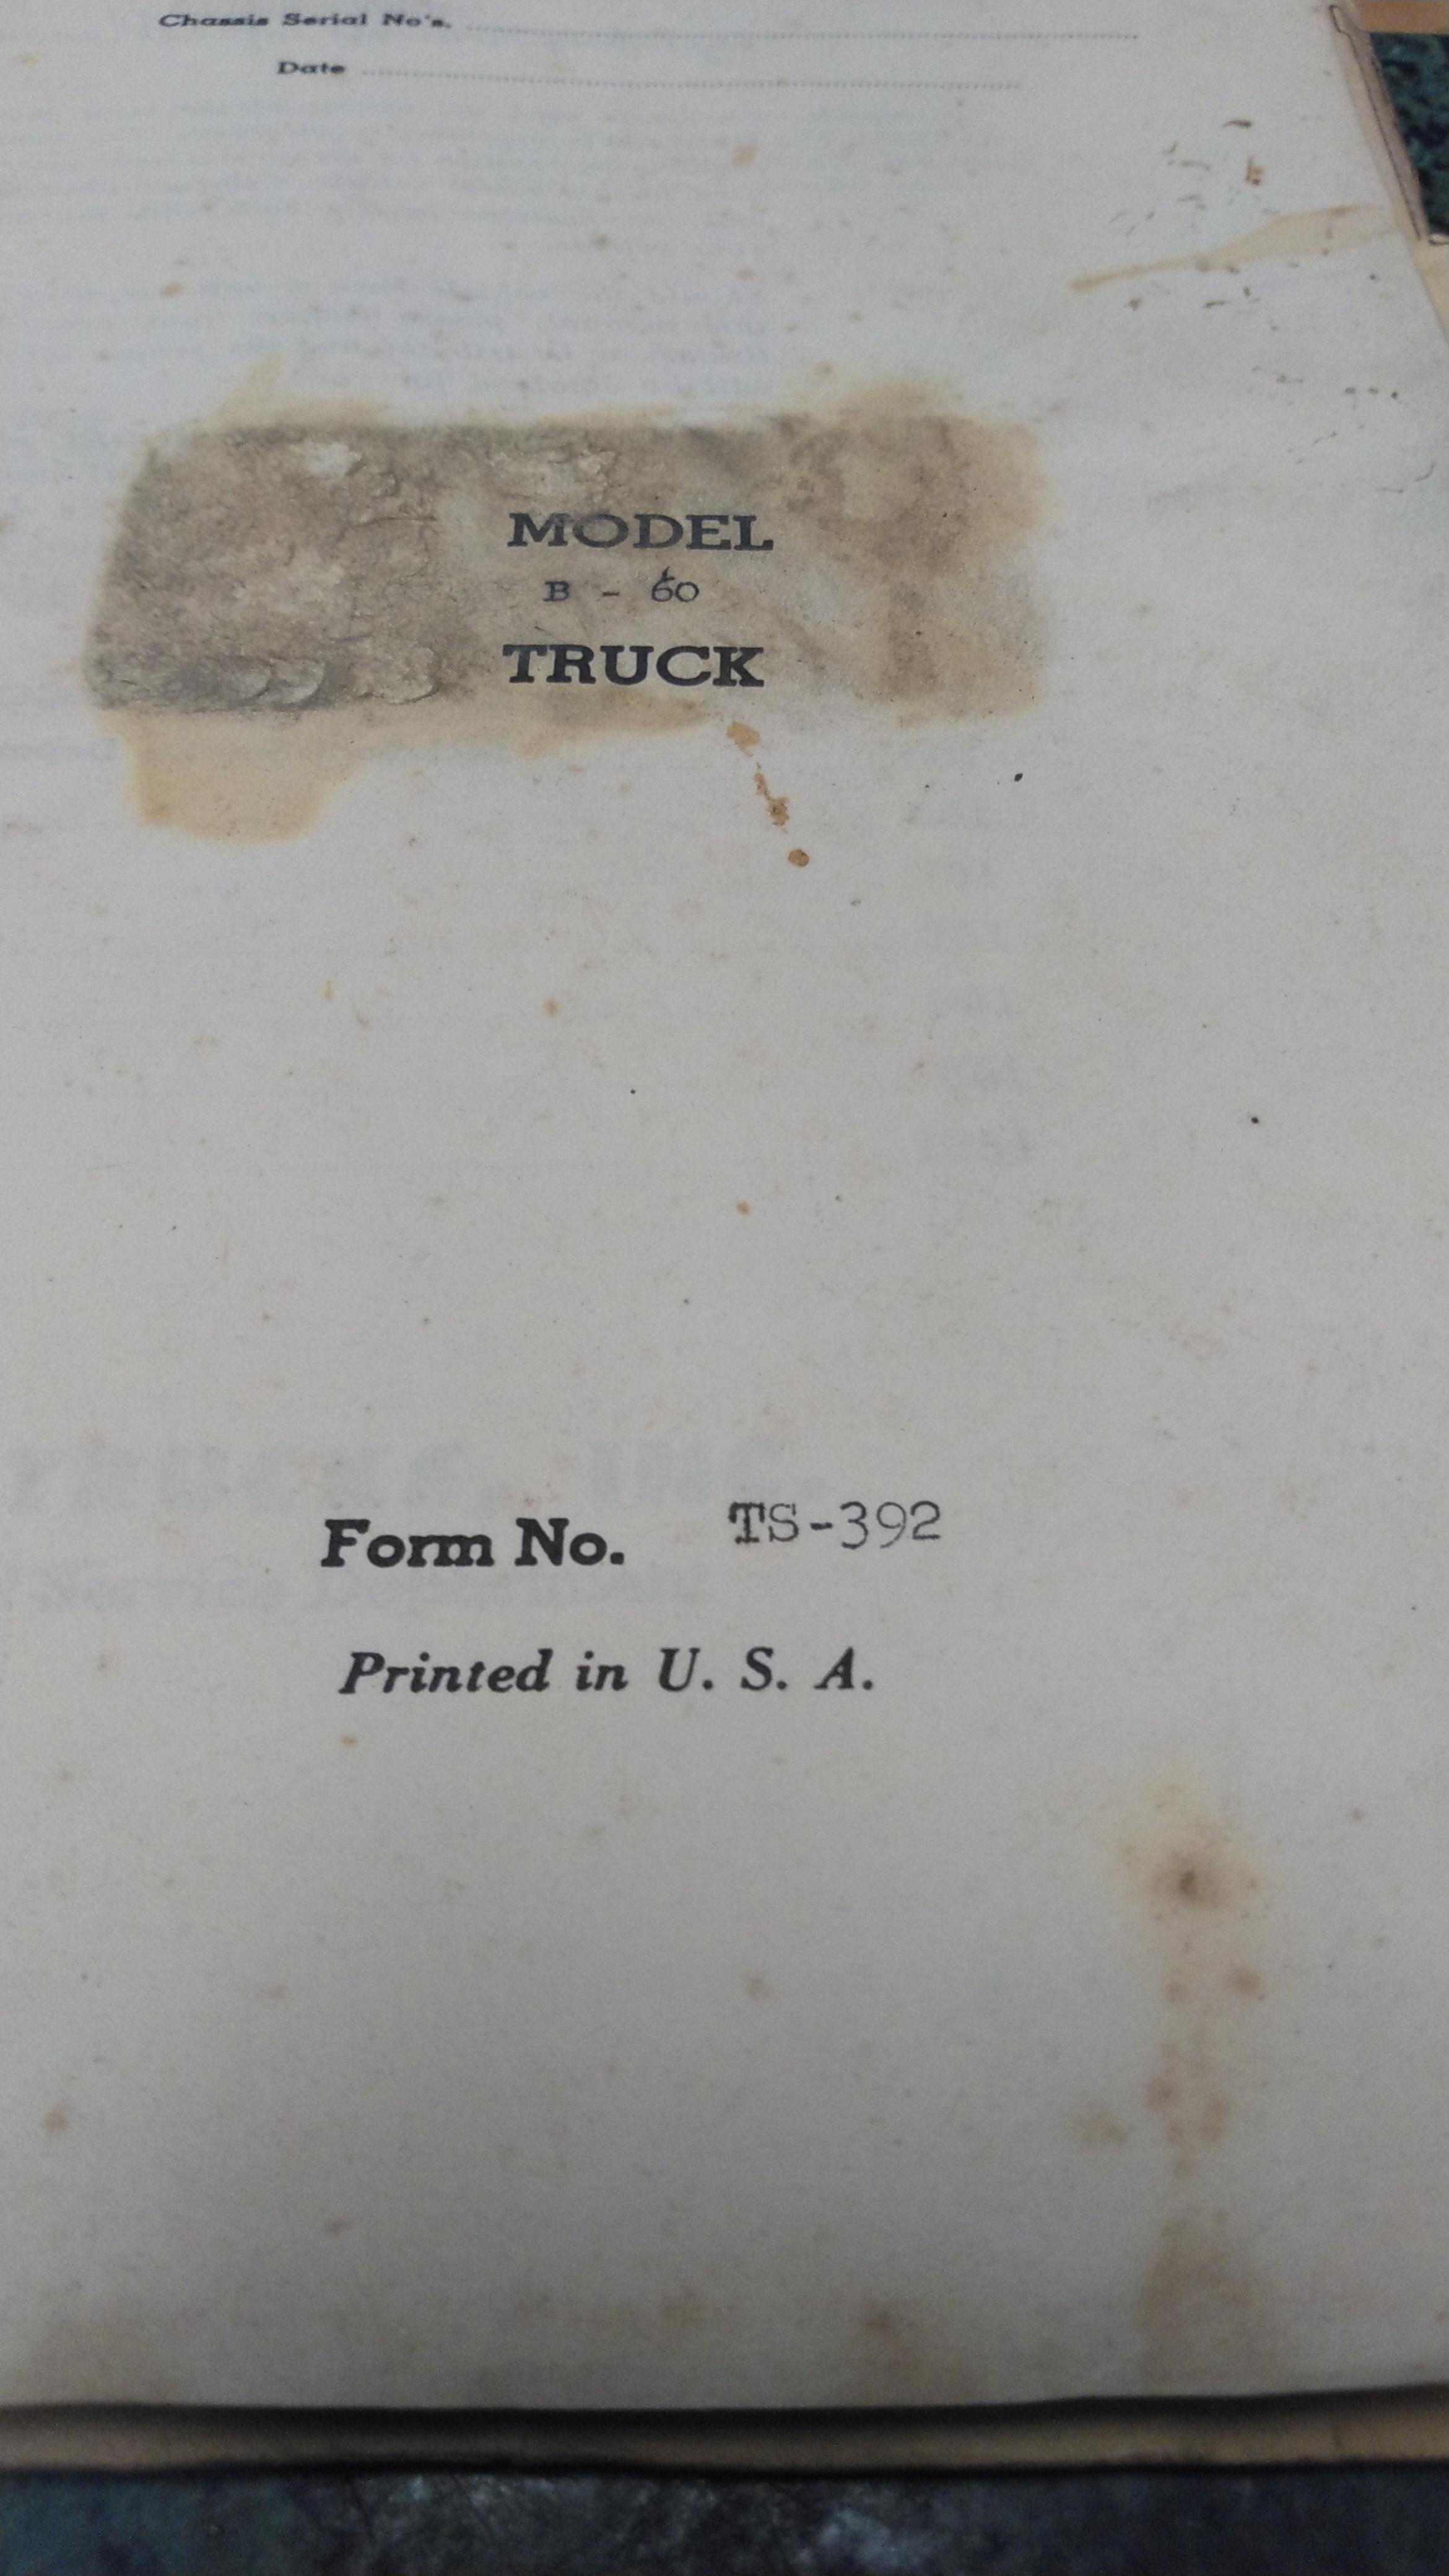 Chassis Serial No's.
Date
MODEL
B - 60
TRUCK
Form No. TS-392
Printed in U. S. A.